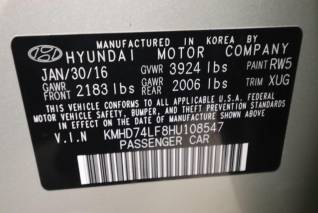 MANUFACTURED IN KOREA BY
HYUNDAI MOTOR COMPANY
JAN/30/16 GVWR 3924 lbs PAINT RW5
GAWR FRONT 2183 lbs GAWR REAR 2006 lbs TRIM XUG
THIS VEHICLE CONFORMS TO ALL APPLICABLE U.S.A. FEDERAL
MOTOR VEHICLE SAFETY, BUMPER, AND THEFT PREVENTION
STANDARDS IN EFFECT ON THE DATE OF MANUFACTURE SHOWN ABOVE.
V.I.N KMHD74LF8HU108547
PASSENGER CAR